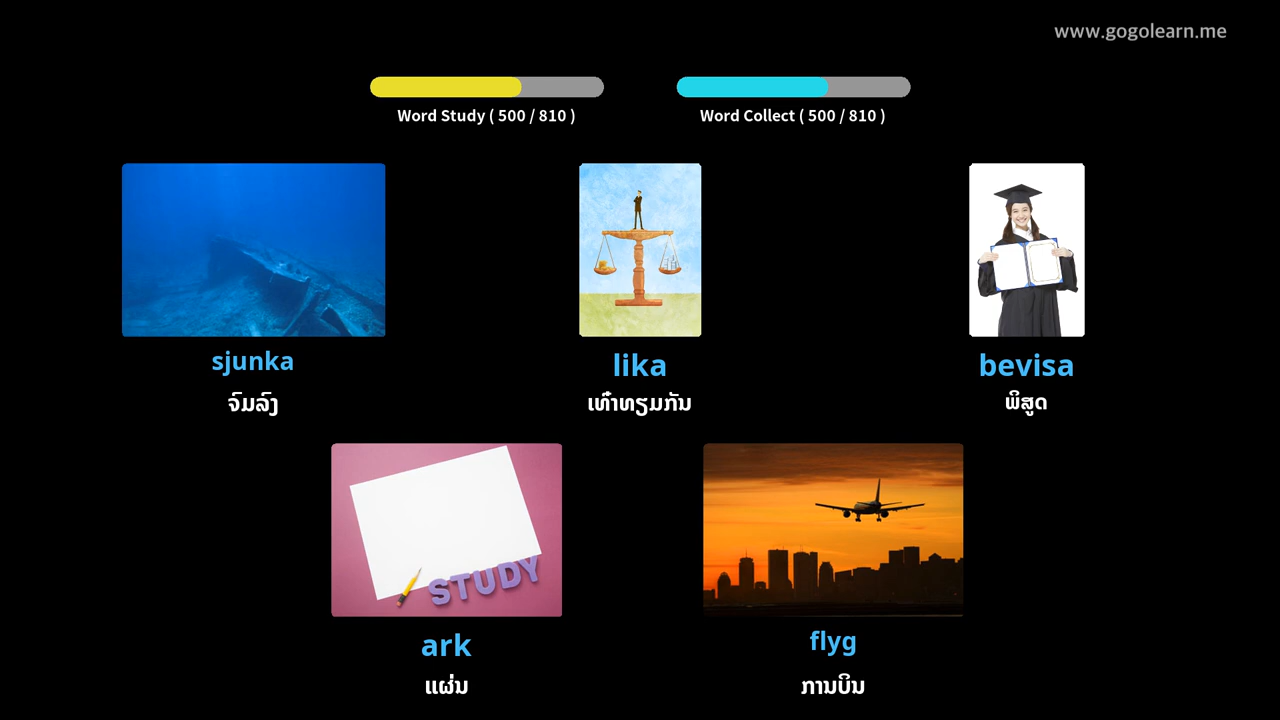 www.gogolearn.me
Word Study ( 500 / 810 )
Word Collect ( 500 / 810 )
sjunka
ຈົມລົງ
lika
ເທົ່າທຽມກັນ
bevisa
ພິສູດ
STUDY
ark
ແຜ່ນ
flyg
ການບິນ